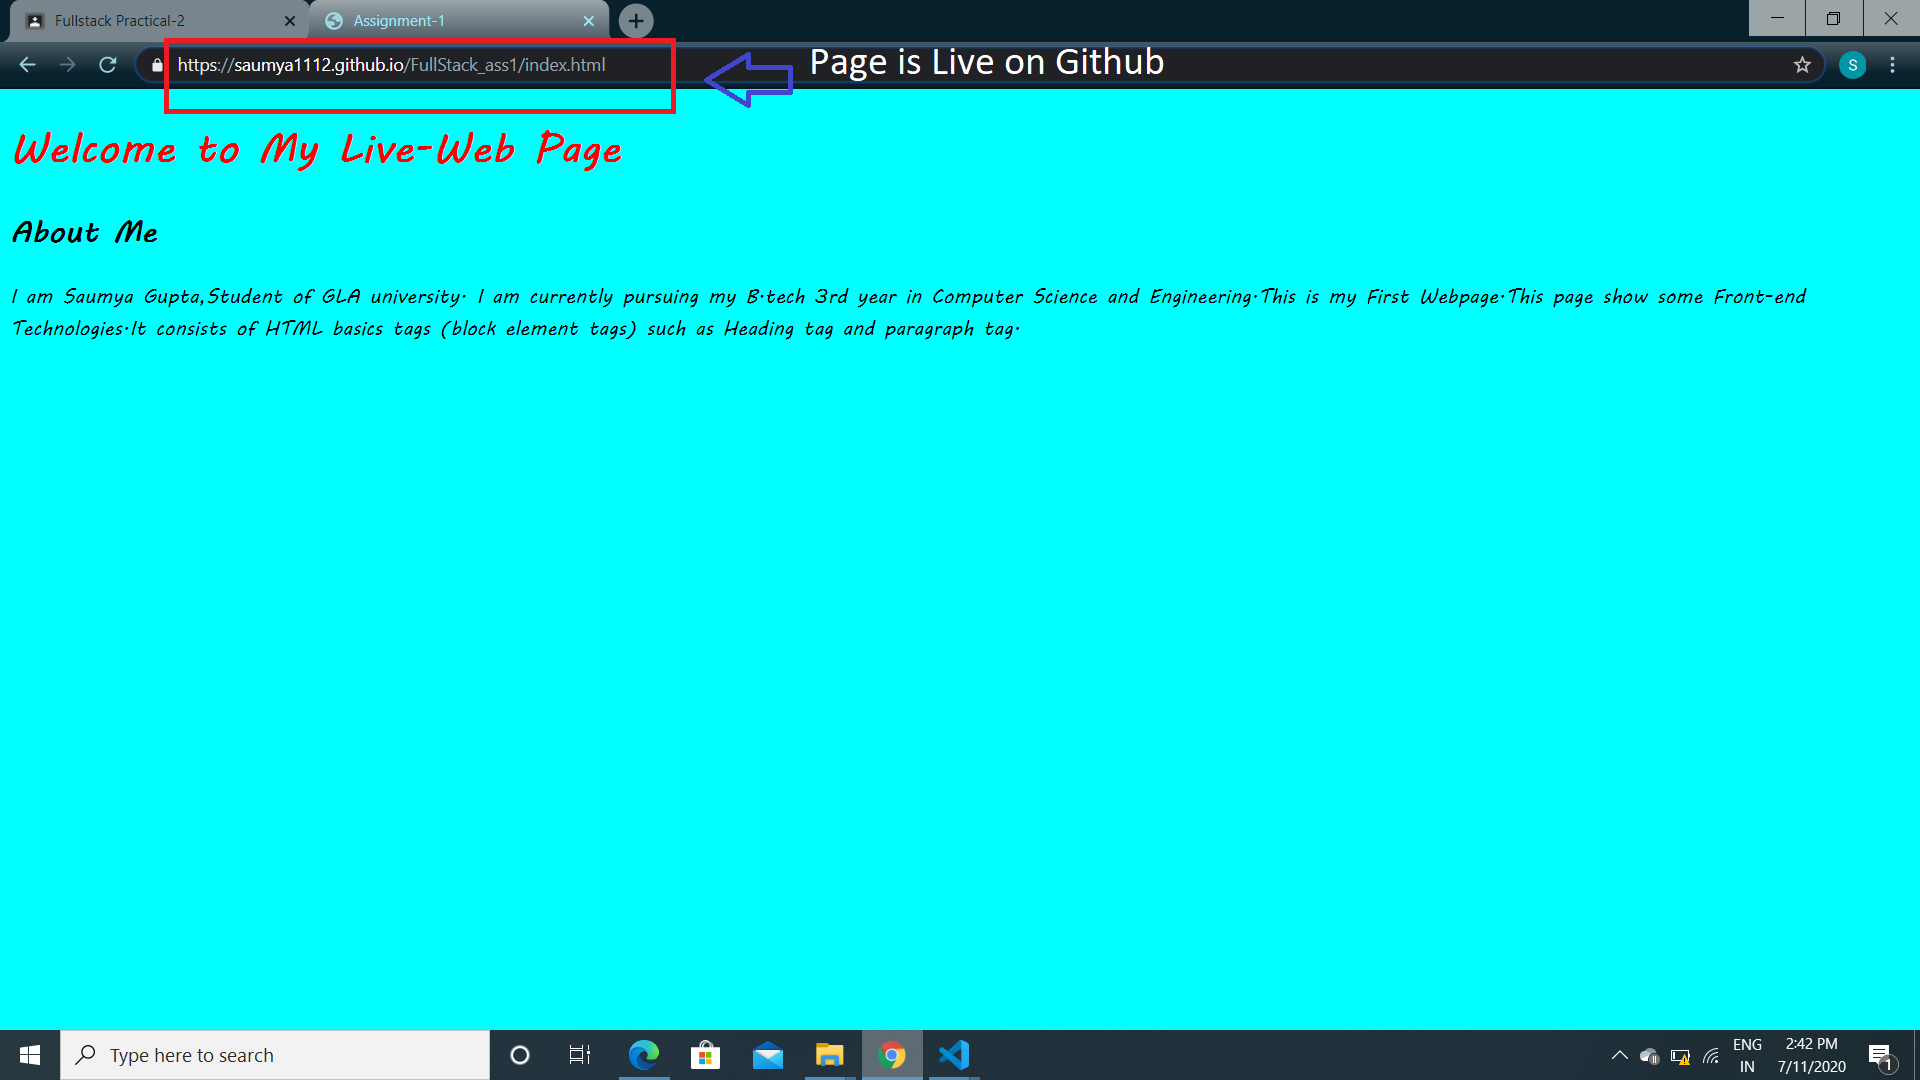 Fullstack Practical-2
Assignment-1
https://saumya1112.github.io/FullStack_ass1/index.html
Page is Live on Github
S
Welcome to My Live-Web Page
About Me
I am Saumya Gupta,Student of GLA university. I am currently pursuing my B.tech 3rd year in Computer Science and Engineering.This is my First Webpage.This page show some Front-end
Technologies.It consists of HTML basics tags (block element tags) such as Heading tag and paragraph tag.
Type here to search
ENG
IN
2:42 PM
7/11/2020
1